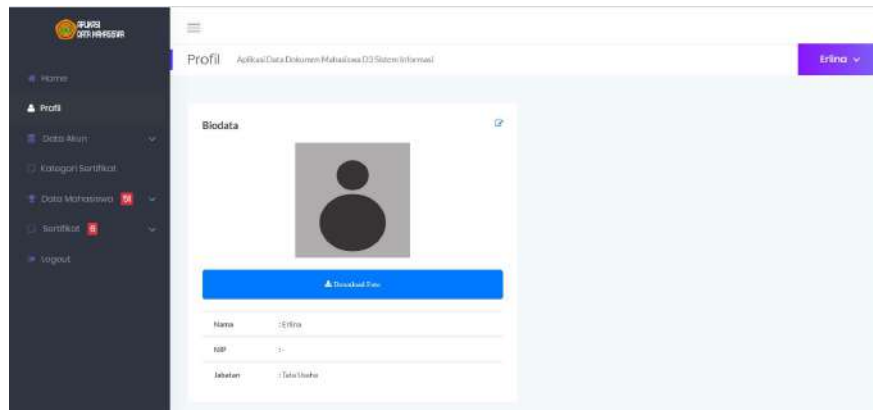 APLIKASI
DATA MAHASISWA
Profil Aplikasi Data Dokumen Mahasiswa D3 Sistem Informasi
Erlina
Home
Profil
Data Akun
Kategori Sertifikat
Data Mahasiswa
Sertifikat
Logout
Biodata
Download Foto
Nama : Erlina
NIP : -
Jabatan : Tata Usaha